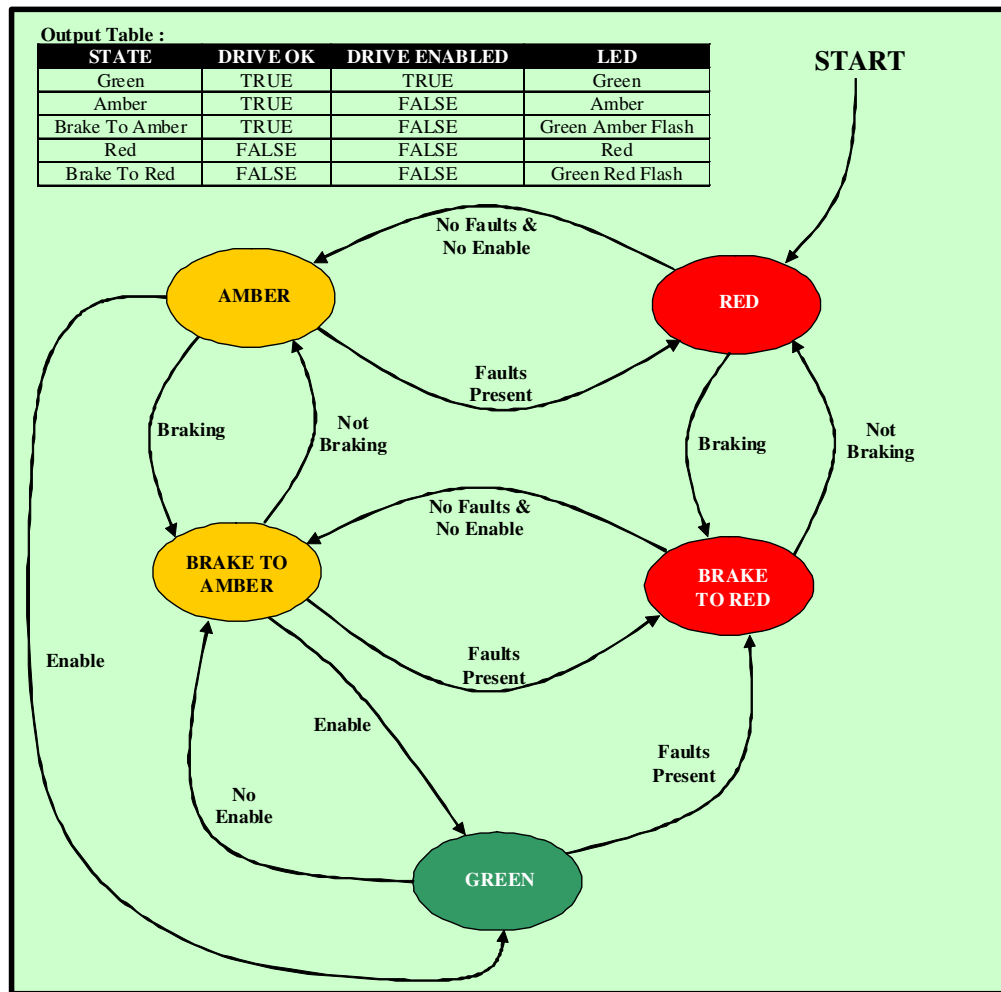 Output Table :
STATE DRIVE OK DRIVE ENABLED LED
Green TRUE TRUE Green
Amber TRUE FALSE Amber
Brake To Amber TRUE FALSE Green Amber Flash
Red FALSE FALSE Red
Brake To Red FALSE FALSE Green Red Flash
START
No Faults &
No Enable
AMBER
RED
Faults
Present
Braking
Not
Braking
Braking
Not
Braking
No Faults &
No Enable
BRAKE TO
AMBER
BRAKE
TO RED
Enable
Faults
Present
Enable
Faults
Present
No
Enable
GREEN